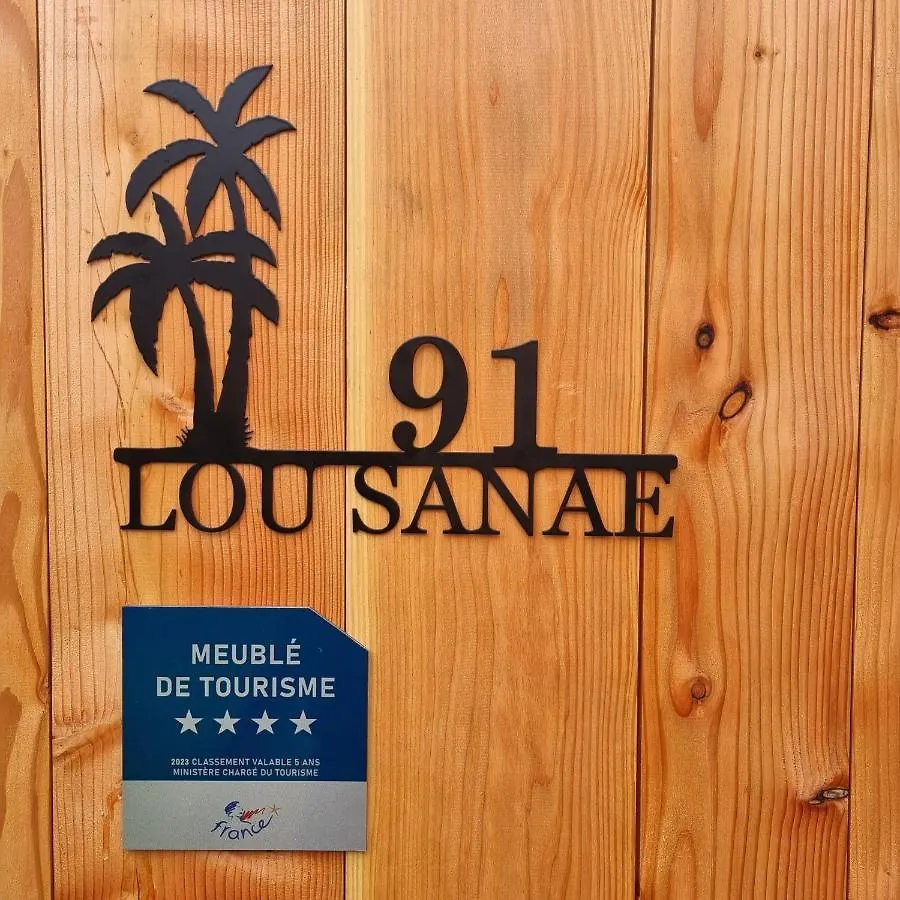 91
LOU SANAE
MEUBLÉ
DE TOURISME
2023 CLASSEMENT VALABLE 5 ANS
MINISTÈRE CHARGÉ DU TOURISME
france